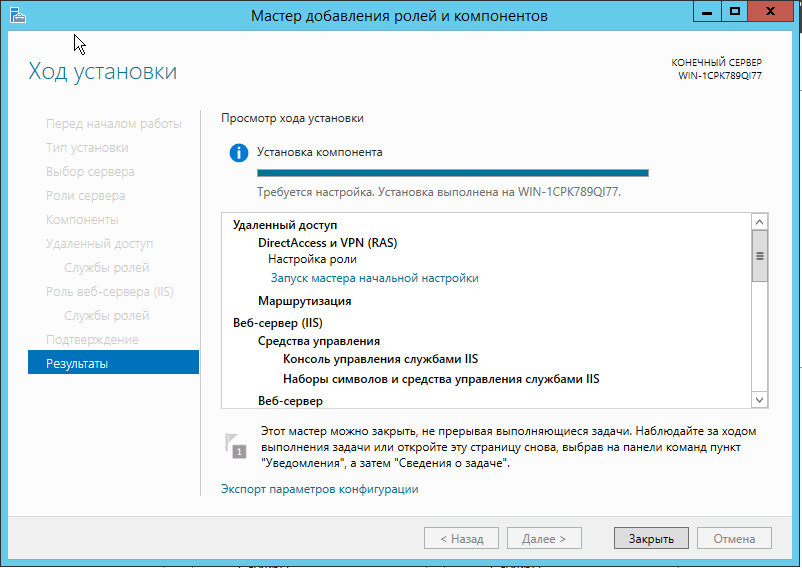 Мастер добавления ролей и компонентов
Ход установки
КОНЕЧНЫЙ СЕРВЕР
WIN-1CPK789QI77
Перед началом работы
Тип установки
Выбор сервера
Роли сервера
Компоненты
Удаленный доступ
Службы ролей
Роль веб-сервера (IIS)
Службы ролей
Подтверждение
Результаты
Просмотр хода установки
Установка компонента
Требуется настройка. Установка выполнена на WIN-1CPK789QI77.
Удаленный доступ
DirectAccess и VPN (RAS)
Настройка роли
Запуск мастера начальной настройки
Маршрутизация
Веб-сервер (IIS)
Средства управления
Консоль управления службами IIS
Наборы символов и средства управления службами IIS
Веб-сервер
1
Этот мастер можно закрыть, не прерывая выполняющиеся задачи. Наблюдайте за ходом
выполнения задачи или откройте эту страницу снова, выбрав на панели команд пункт
"Уведомления", а затем "Сведения о задаче".
Экспорт параметров конфигурации
< Назад
Далее >
Закрыть
Отмена